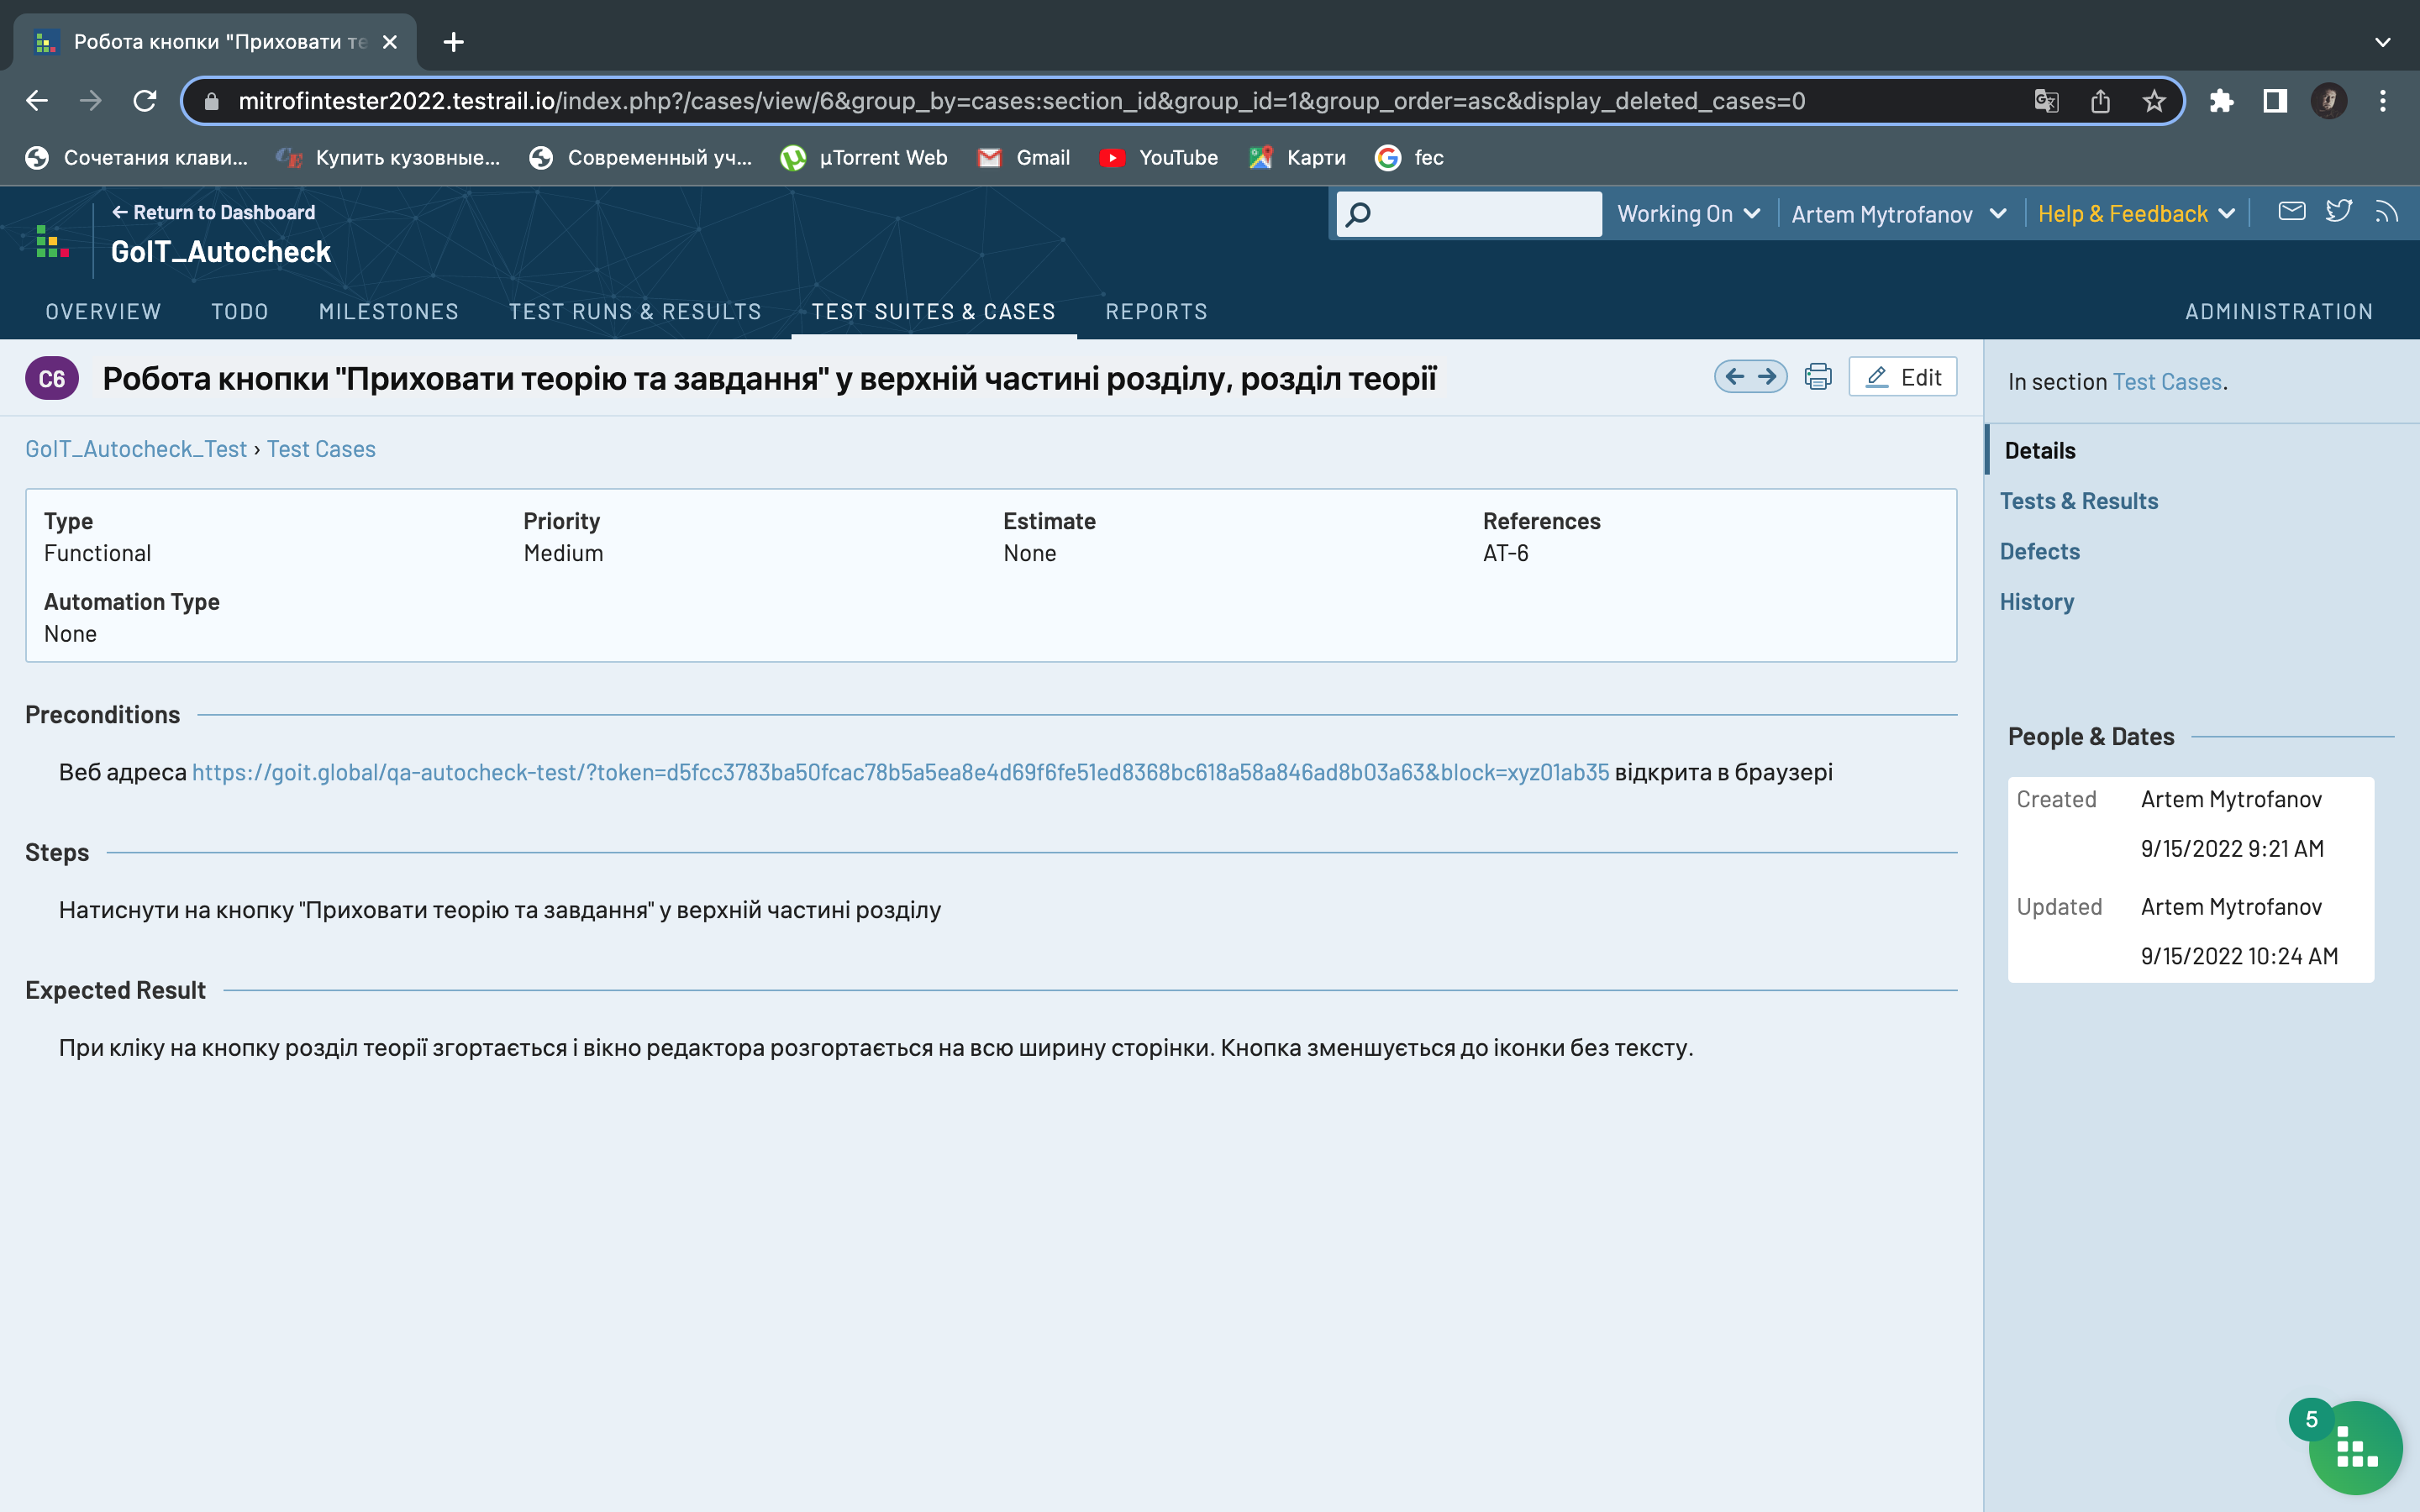 Робота кнопки "Приховати те
mitrofintester2022.testrail.io/index.php?/cases/view/6&group_by=cases:section_id&group_id=1&group_order=asc&display_deleted_cases=0
Сочетания клави... Купить кузовные... Современный уч... µTorrent Web Gmail YouTube Карти fec
← Return to Dashboard
GoIT_Autocheck
Working On Artem Mytrofanov Help & Feedback
OVERVIEW TODO MILESTONES TEST RUNS & RESULTS TEST SUITES & CASES REPORTS ADMINISTRATION
C6 Робота кнопки "Приховати теорію та завдання" у верхній частині розділу, розділ теорії Edit
GoIT_Autocheck_Test › Test Cases
Type Priority Estimate References
Functional Medium None AT-6
Automation Type
None
Preconditions
Веб адреса https://goit.global/qa-autocheck-test/?token=d5fcc3783ba50fcac78b5a5ea8e4d69f6fe51ed8368bc618a58a846ad8b03a63&block=xyz01ab35 відкрита в браузері
Steps
Натиснути на кнопку "Приховати теорію та завдання" у верхній частині розділу
Expected Result
При кліку на кнопку розділ теорії згортається і вікно редактора розгортається на всю ширину сторінки. Кнопка зменшується до іконки без тексту.
In section Test Cases.
Details
Tests & Results
Defects
History
People & Dates
Created Artem Mytrofanov
9/15/2022 9:21 AM
Updated Artem Mytrofanov
9/15/2022 10:24 AM
5